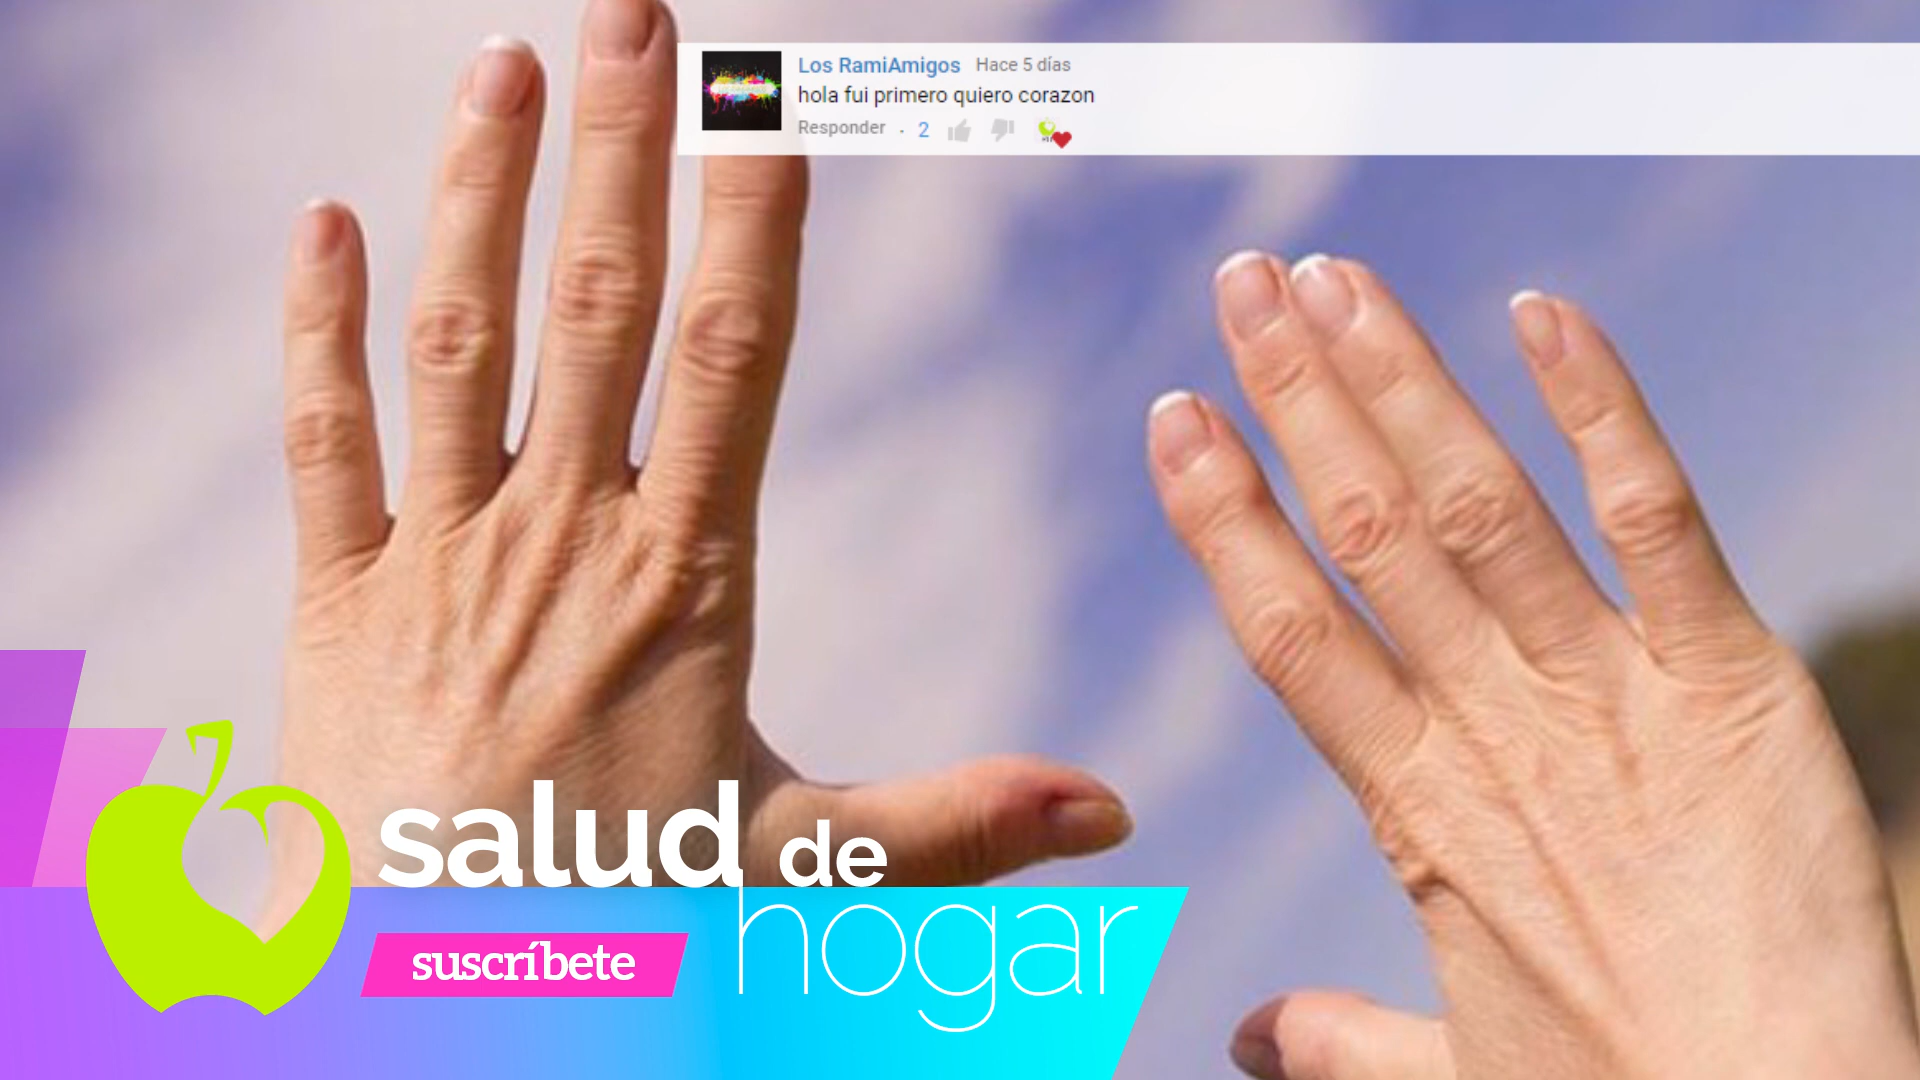 Los RamiAmigos Hace 5 días
hola fui primero quiero corazon
Responder . 2
salud de
hogar
suscríbete